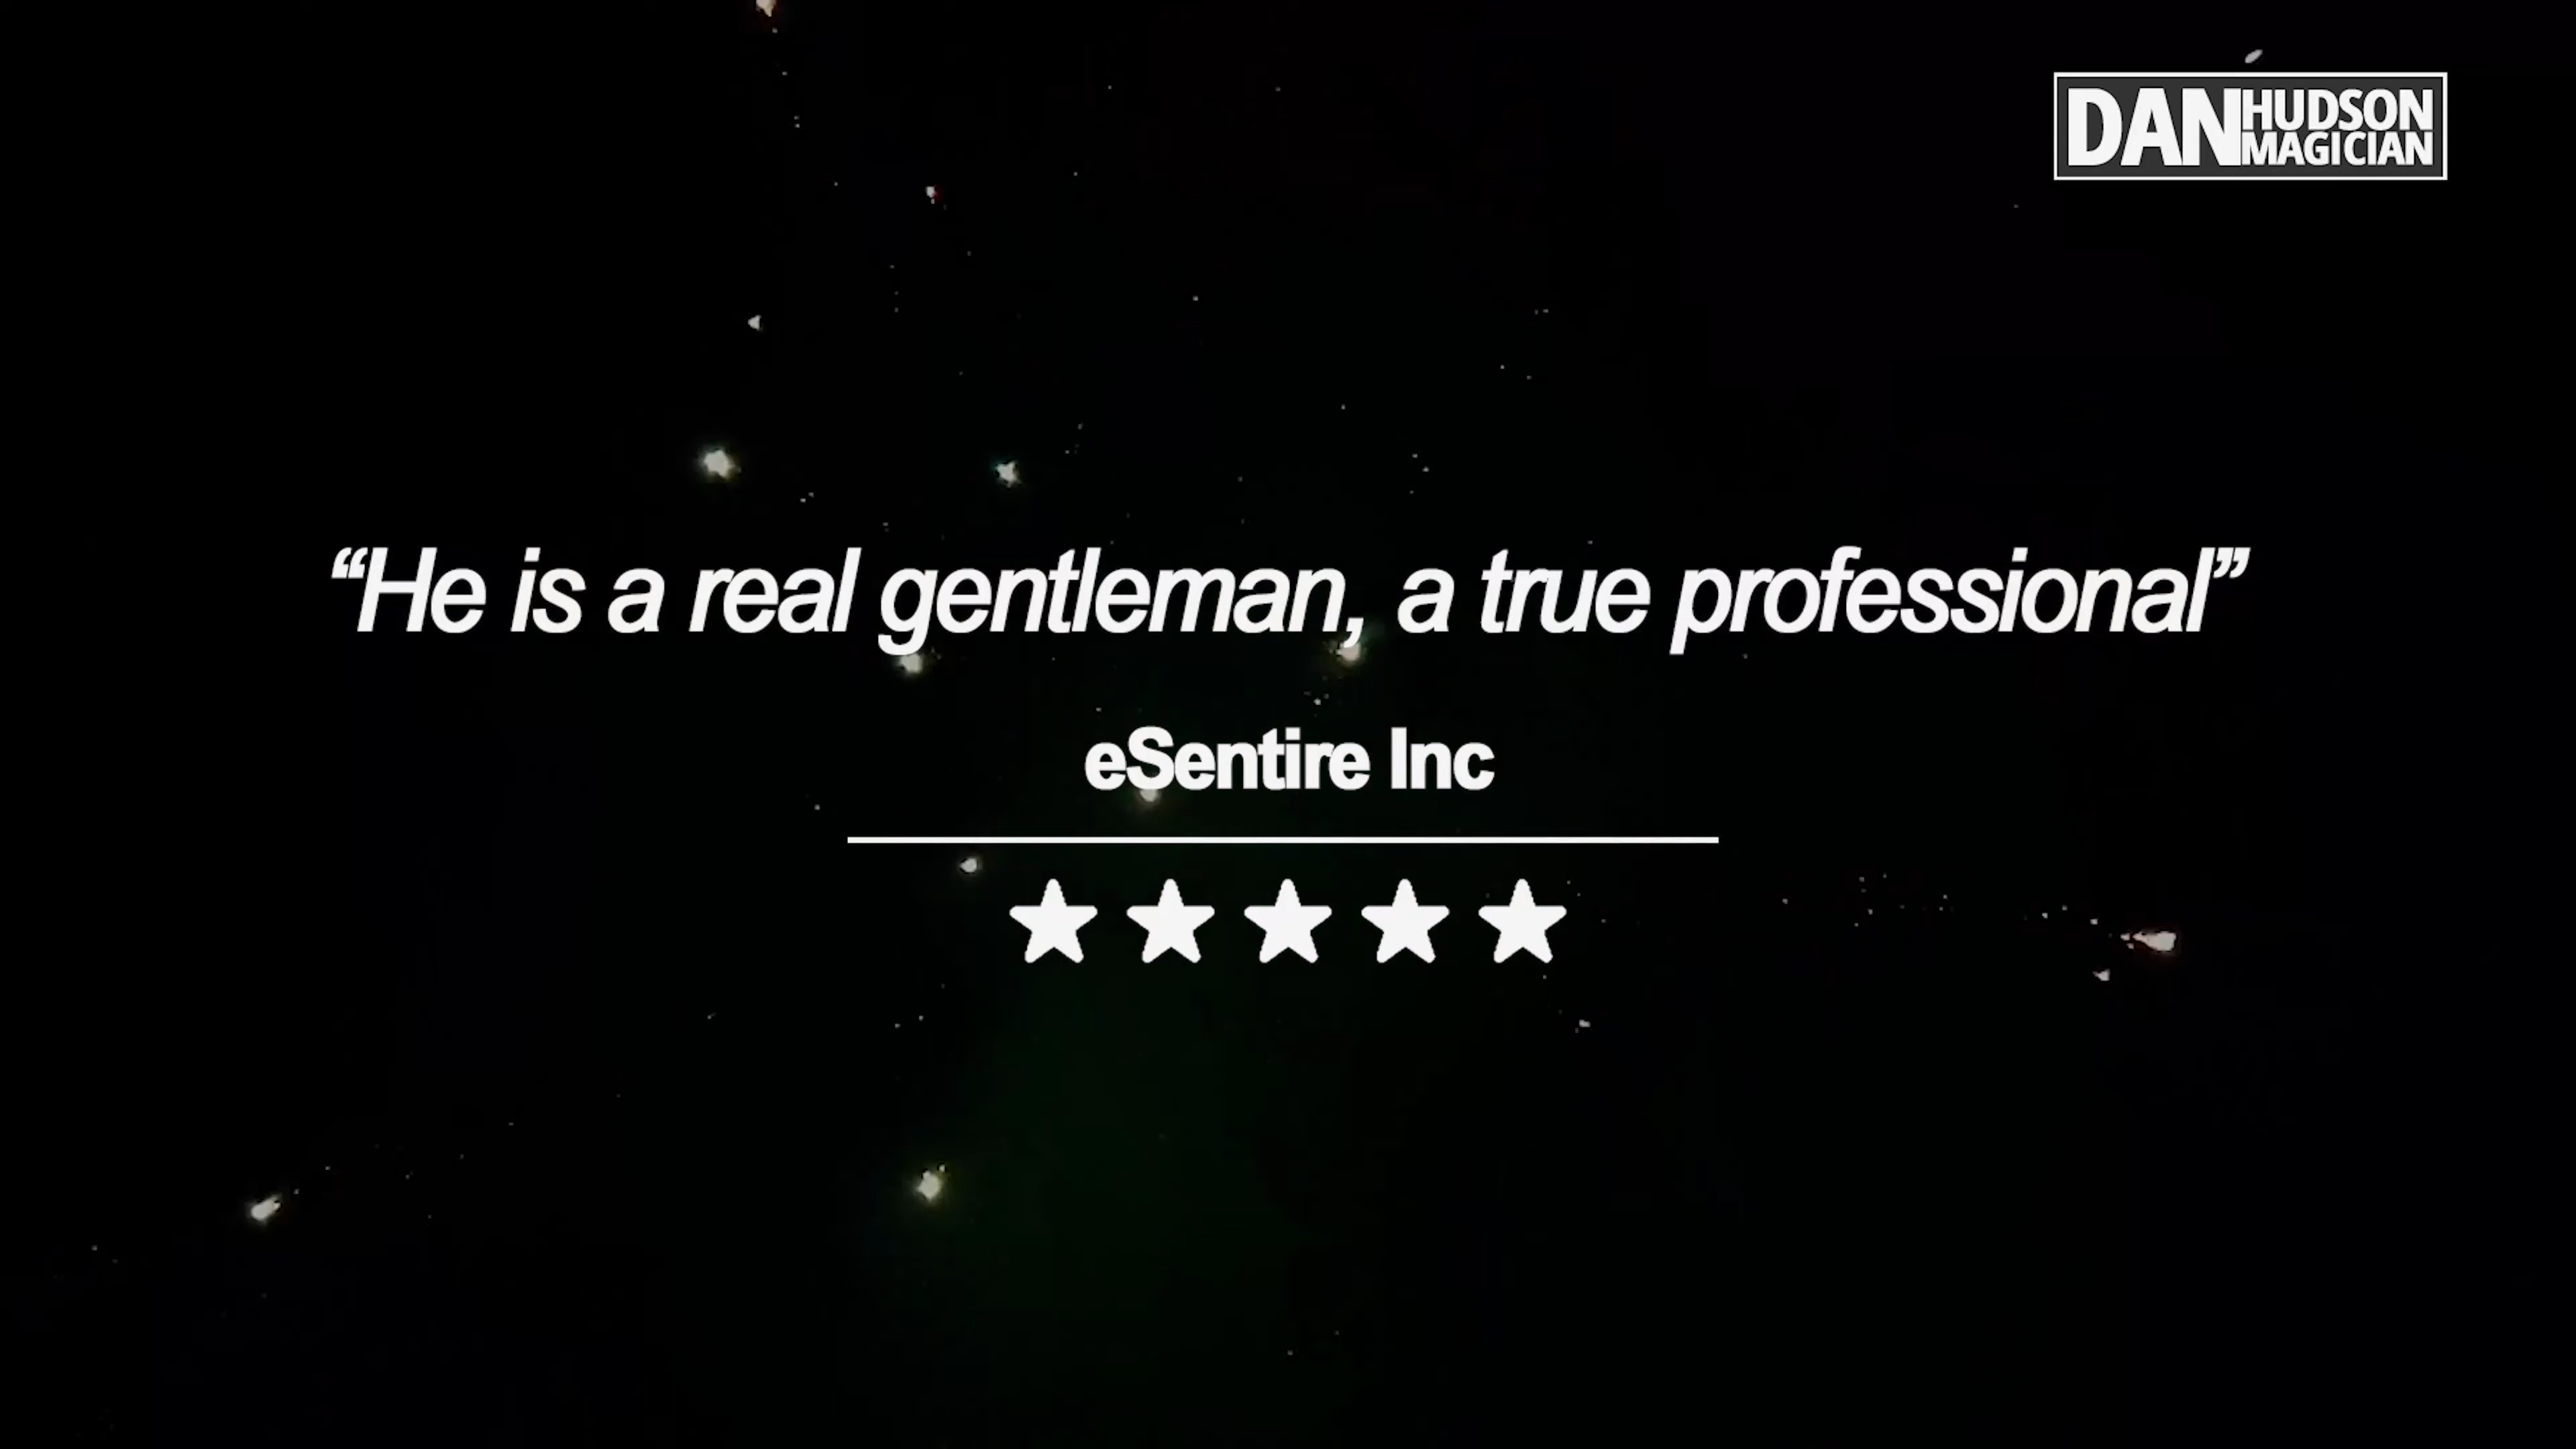 DAN HUDSON
MAGICIAN
“He is a real gentleman, a true professional”
eSentire Inc